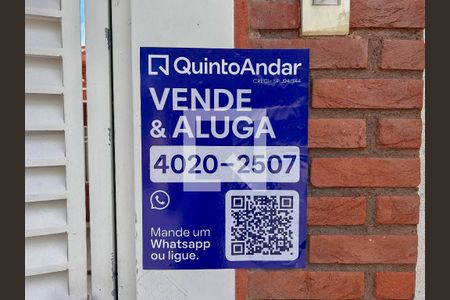 QuintoAndar
VENDE
& ALUGA
4020-2507
Mande um
Whatsapp
ou ligue.